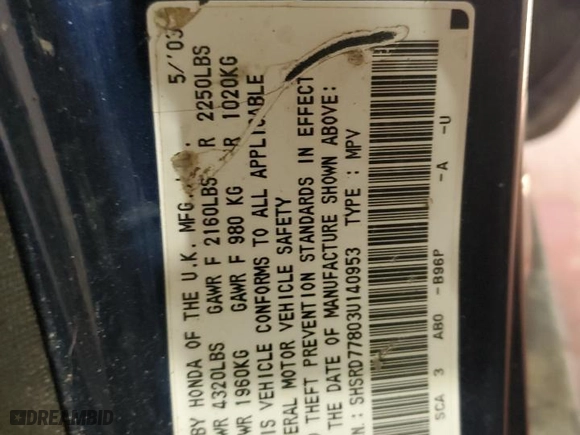 BY HONDA OF THE U.K. MFG. 5/'03
WR 4320LBS GAWR F 2160LBS R 2250LBS
WR 1960KG GAWR F 980 KG R 1020KG
IS VEHICLE CONFORMS TO ALL APPLICABLE
ERAL MOTOR VEHICLE SAFETY
D THEFT PREVENTION STANDARDS IN EFFECT
THE DATE OF MANUFACTURE SHOWN ABOVE:
N.: SHSRD77803U140953 TYPE : MPV
SCA 3 AB0 -B96P -A -U
DREAMBID